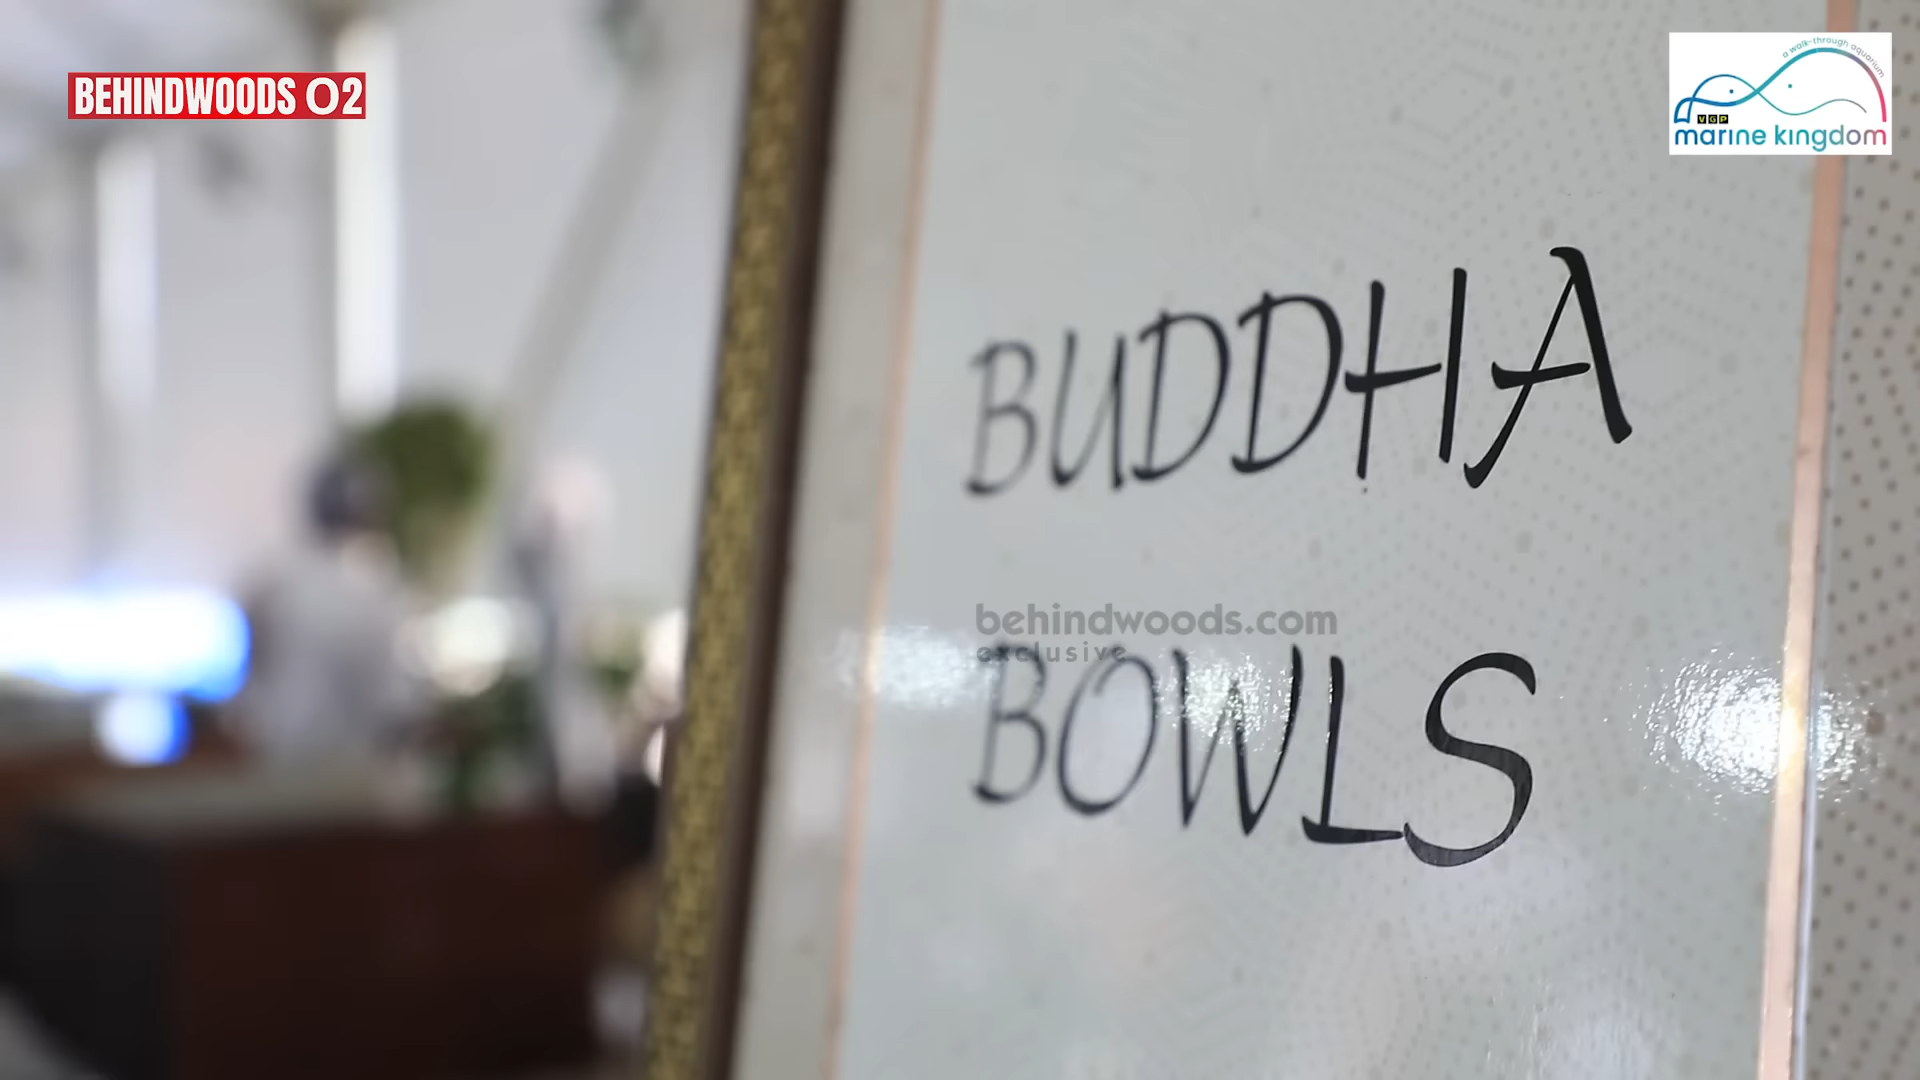 BEHINDWOODS O2
a walk-through aquarium
VGP
marine kingdom
BUDDHA
behindwoods.com
exclusive
BOWLS